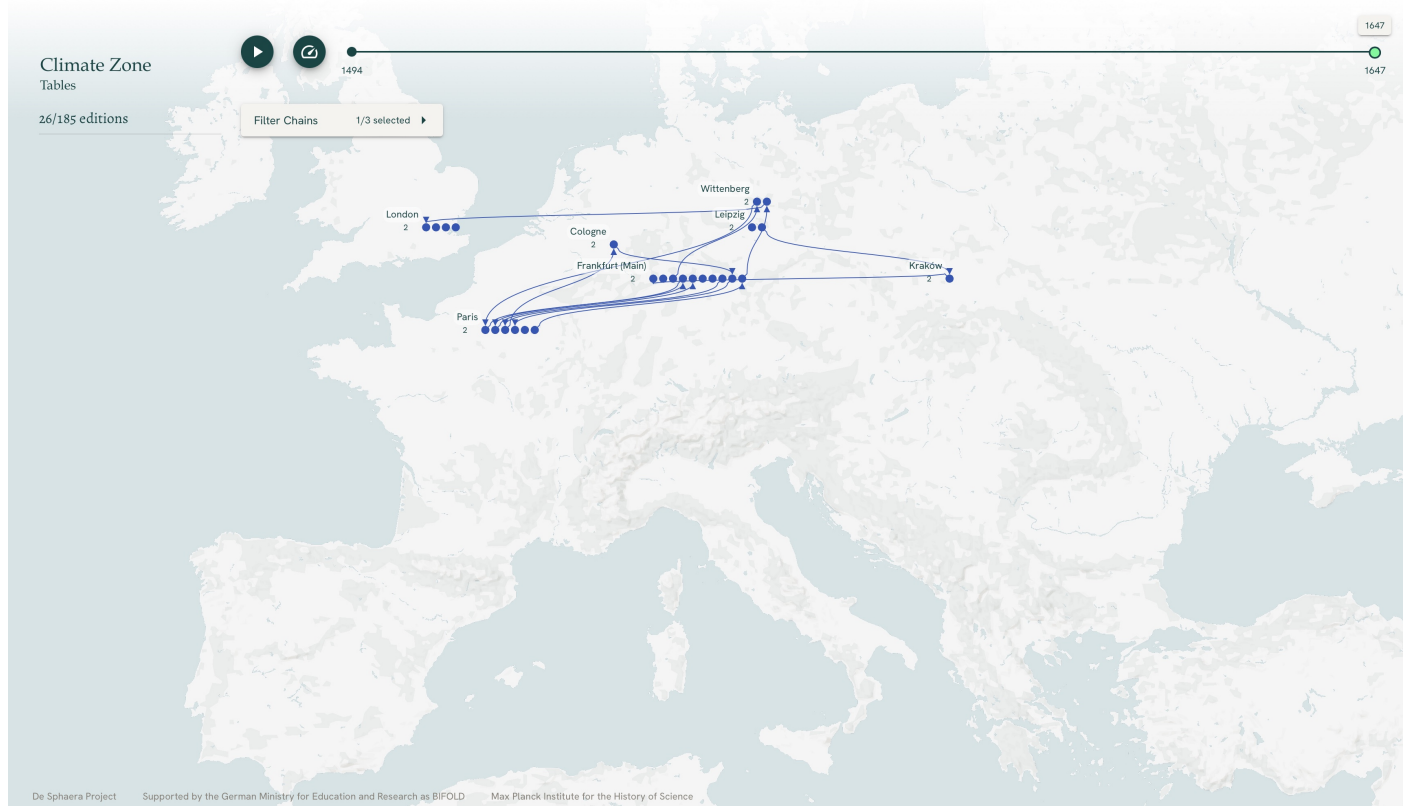 1647
1494
1647
Climate Zone
Tables
26/185 editions
Filter Chains 1/3 selected
Wittenberg
2
Leipzig
2
London
2
Cologne
2
Frankfurt (Main)
2
Kraków
2
Paris
2
De Sphaera Project Supported by the German Ministry for Education and Research as BIFOLD Max Planck Institute for the History of Science